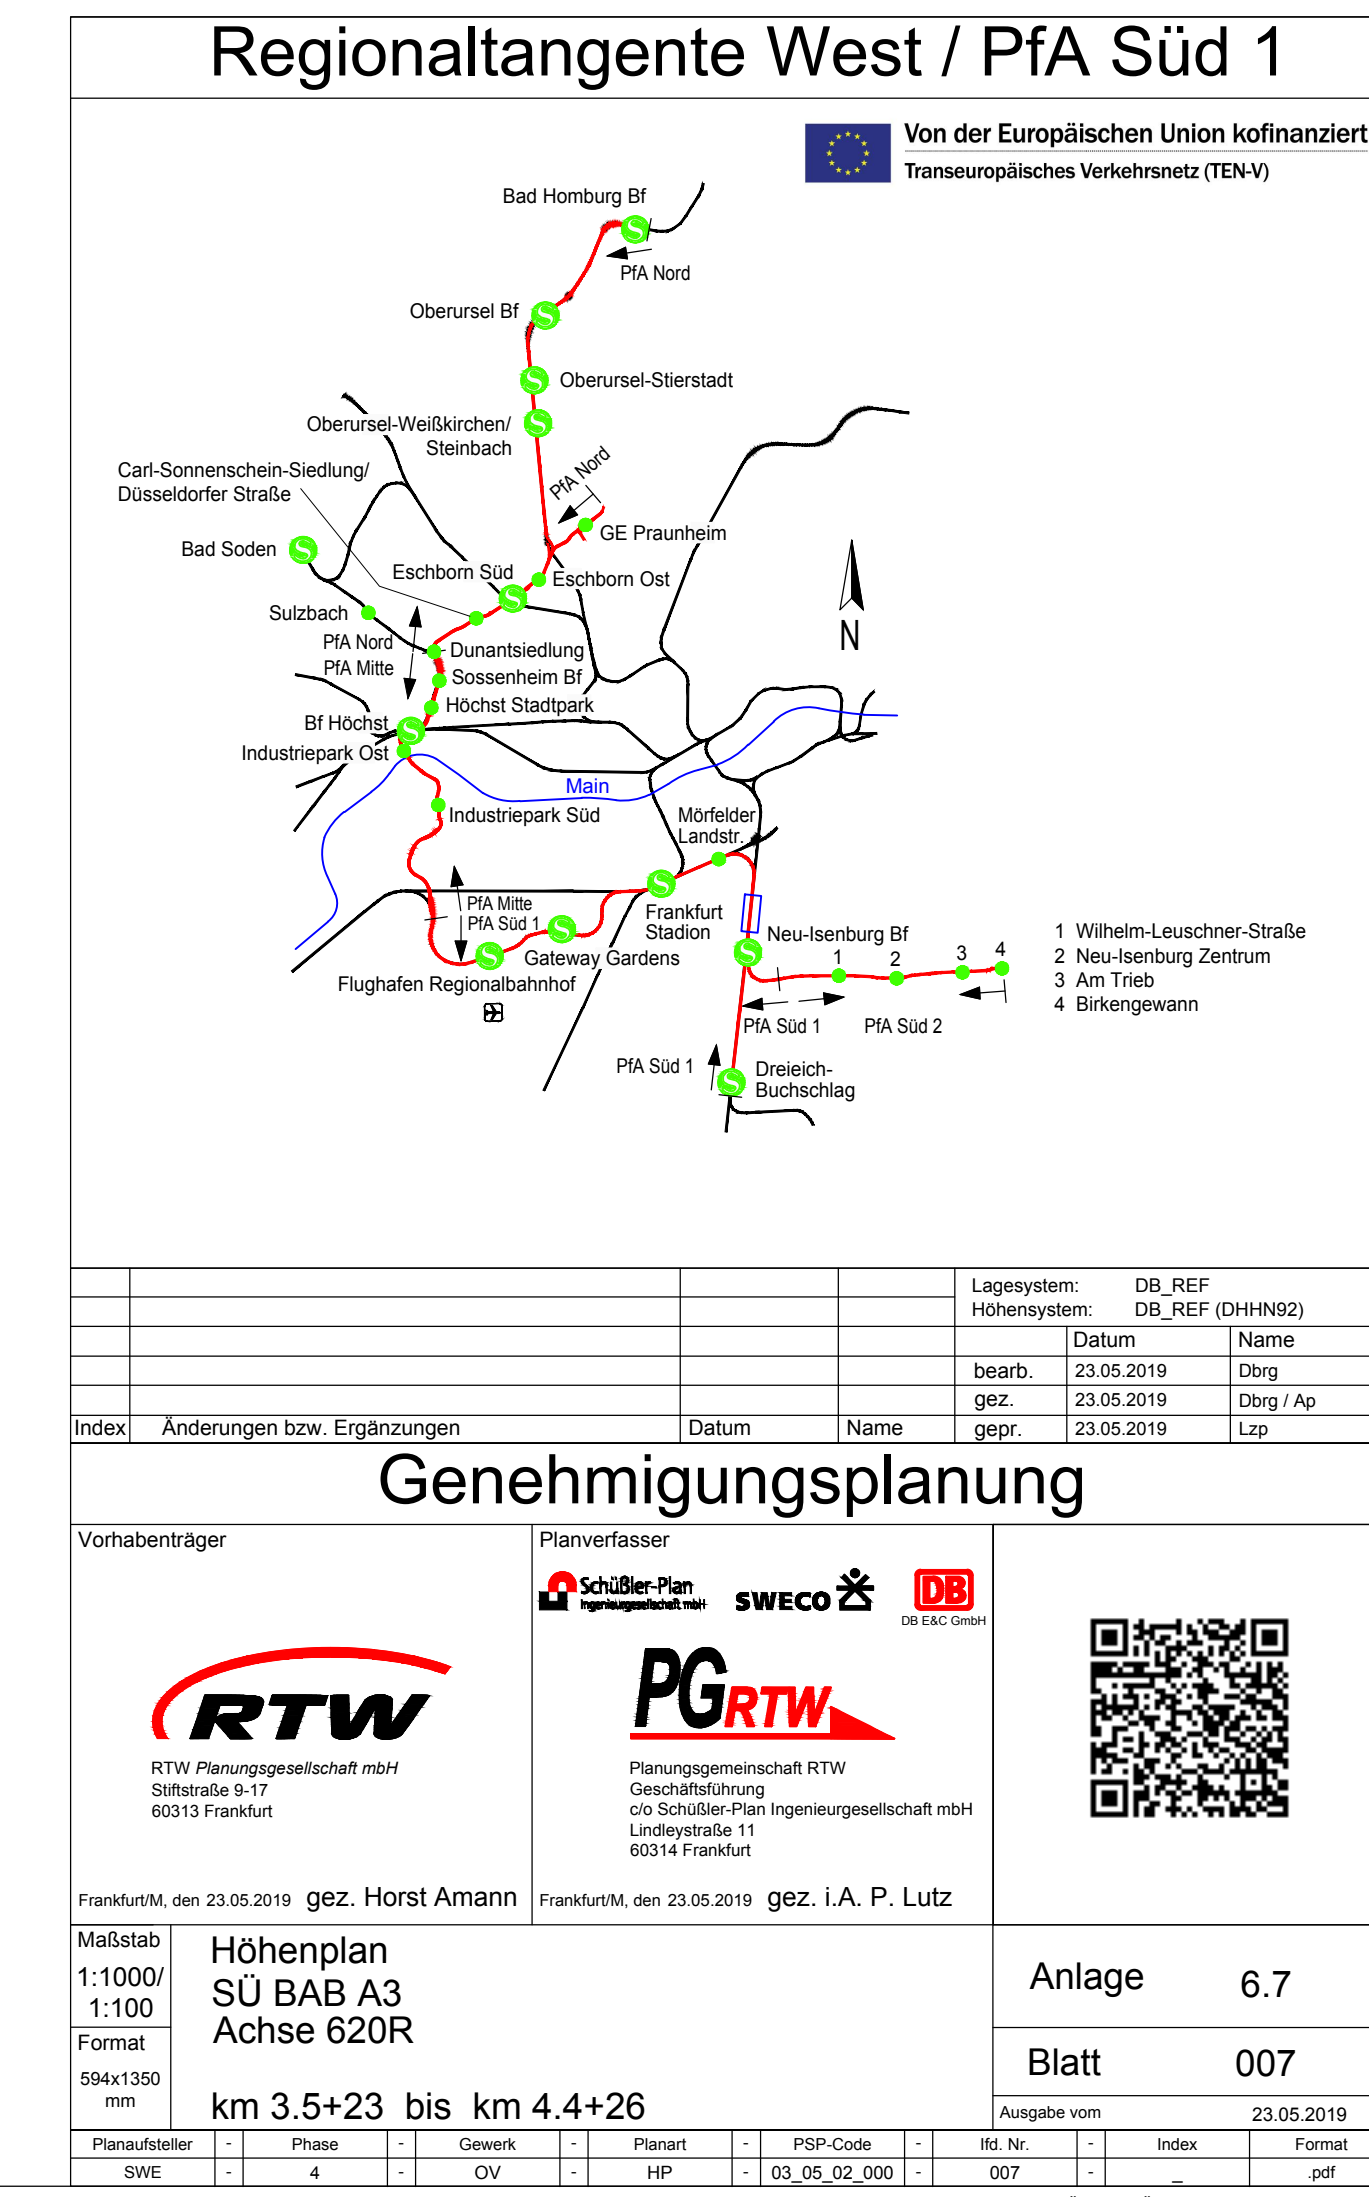 Regionaltangente West / PfA Süd 1
Von der Europäischen Union kofinanziert
Transeuropäisches Verkehrsnetz (TEN-V)
Bad Homburg Bf
PfA Nord
Oberursel Bf
Oberursel-Stierstadt
Oberursel-Weißkirchen/
Steinbach
Carl-Sonnenschein-Siedlung/
Düsseldorfer Straße
PfA Nord
GE Praunheim
Bad Soden
Eschborn Süd
Eschborn Ost
Sulzbach
PfA Nord
PfA Mitte
Dunantsiedlung
Sossenheim Bf
Höchst Stadtpark
N
Bf Höchst
Industriepark Ost
Main
Industriepark Süd
Mörfelder
Landstr.
PfA Mitte
PfA Süd 1
Frankfurt
Stadion
Gateway Gardens
Flughafen Regionalbahnhof
Neu-Isenburg Bf
1 2 3 4
1 Wilhelm-Leuschner-Straße
2 Neu-Isenburg Zentrum
3 Am Trieb
4 Birkengewann
PfA Süd 1 PfA Süd 2
PfA Süd 1
Dreieich-
Buchschlag
Lagesystem: DB_REF
Höhensystem: DB_REF (DHHN92)
Datum Name
bearb. 23.05.2019 Dbrg
gez. 23.05.2019 Dbrg / Ap
Index Änderungen bzw. Ergänzungen Datum Name gepr. 23.05.2019 Lzp
Genehmigungsplanung
Vorhabenträger
Planverfasser
Schüßler-Plan
Ingenieurgesellschaft mbH
SWECO
DB
DB E&C GmbH
RTW
PG RTW
RTW Planungsgesellschaft mbH
Stiftstraße 9-17
60313 Frankfurt
Planungsgemeinschaft RTW
Geschäftsführung
c/o Schüßler-Plan Ingenieurgesellschaft mbH
Lindleystraße 11
60314 Frankfurt
Frankfurt/M, den 23.05.2019 gez. Horst Amann
Frankfurt/M, den 23.05.2019 gez. i.A. P. Lutz
Maßstab
1:1000/
1:100
Format
594x1350
mm
Höhenplan
SÜ BAB A3
Achse 620R
km 3.5+23 bis km 4.4+26
Anlage 6.7
Blatt 007
Ausgabe vom 23.05.2019
Planaufsteller - Phase - Gewerk - Planart - PSP-Code - lfd. Nr. - Index Format
SWE - 4 - OV - HP - 03_05_02_000 - 007 - _ .pdf